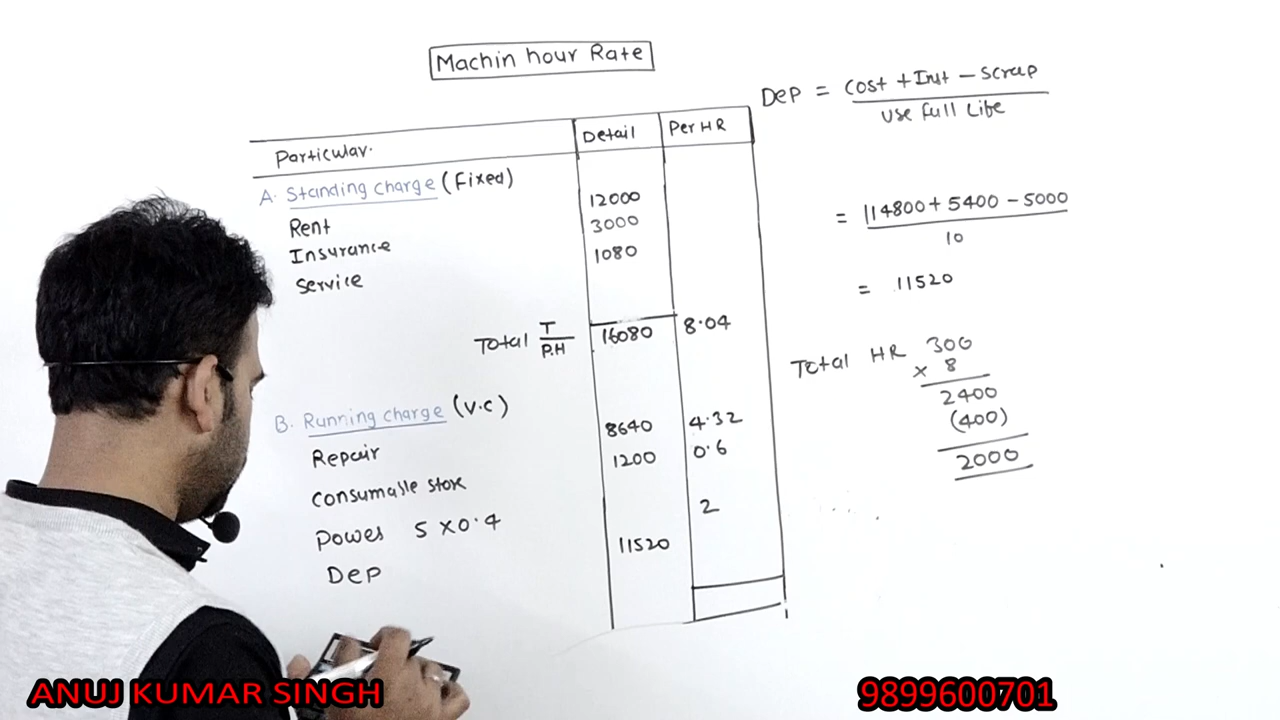 Machin hour Rate
Particular. Detail Per HR
A. Standing charge (Fixed)
Rent 12000
Insurance 3000
Service 1080
Total T/P.H 16080 8.04
B. Running charge (V.C)
Repair 8640 4.32
Consumable store 1200 0.6
Power 5 X 0.4 2
Dep 11520
Dep = Cost + Inst - Scrap
Use Full Life
= 114800 + 5400 - 5000
10
= 11520
Total HR 300
x 8
2400
(400)
2000
ANUJ KUMAR SINGH
9899600701